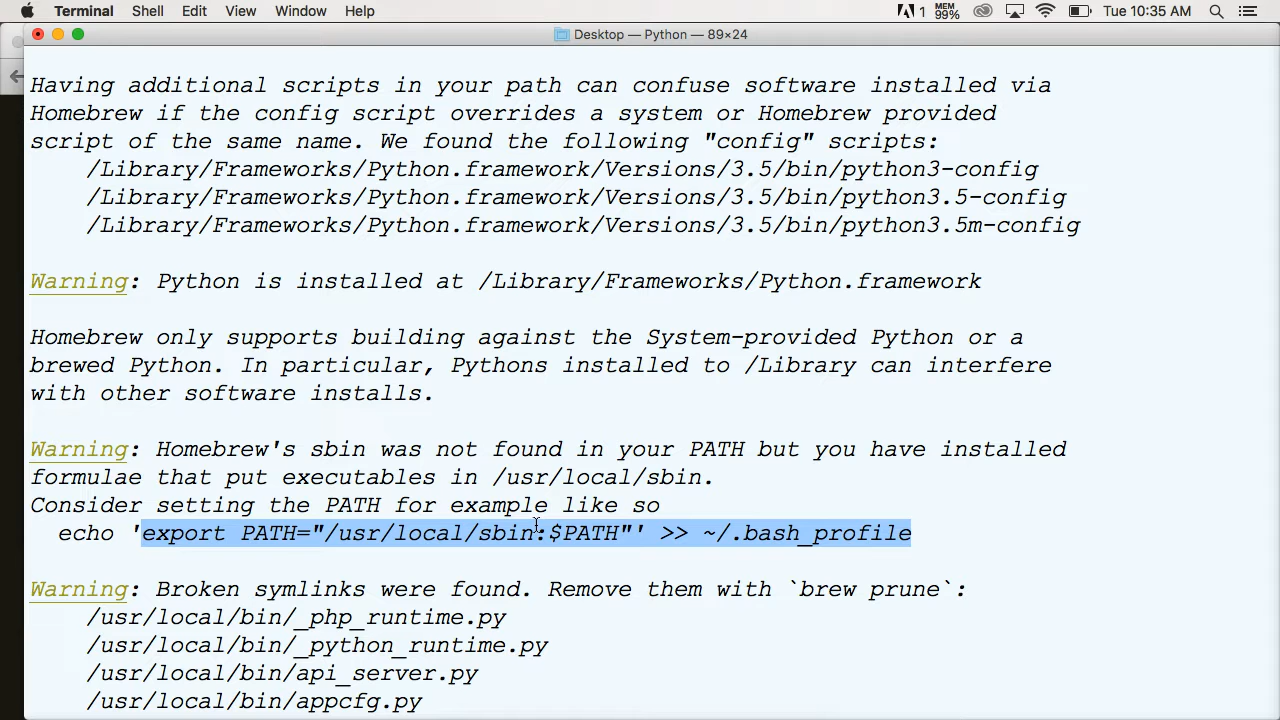 Terminal Shell Edit View Window Help 1 MEM 99% Tue 10:35 AM
Desktop — Python — 89×24
Having additional scripts in your path can confuse software installed via
Homebrew if the config script overrides a system or Homebrew provided
script of the same name. We found the following "config" scripts:
/Library/Frameworks/Python.framework/Versions/3.5/bin/python3-config
/Library/Frameworks/Python.framework/Versions/3.5/bin/python3.5-config
/Library/Frameworks/Python.framework/Versions/3.5/bin/python3.5m-config
Warning: Python is installed at /Library/Frameworks/Python.framework
Homebrew only supports building against the System-provided Python or a
brewed Python. In particular, Pythons installed to /Library can interfere
with other software installs.
Warning: Homebrew's sbin was not found in your PATH but you have installed
formulae that put executables in /usr/local/sbin.
Consider setting the PATH for example like so
echo 'export PATH="/usr/local/sbin:$PATH"' >> ~/.bash_profile
Warning: Broken symlinks were found. Remove them with `brew prune`:
/usr/local/bin/_php_runtime.py
/usr/local/bin/_python_runtime.py
/usr/local/bin/api_server.py
/usr/local/bin/appcfg.py